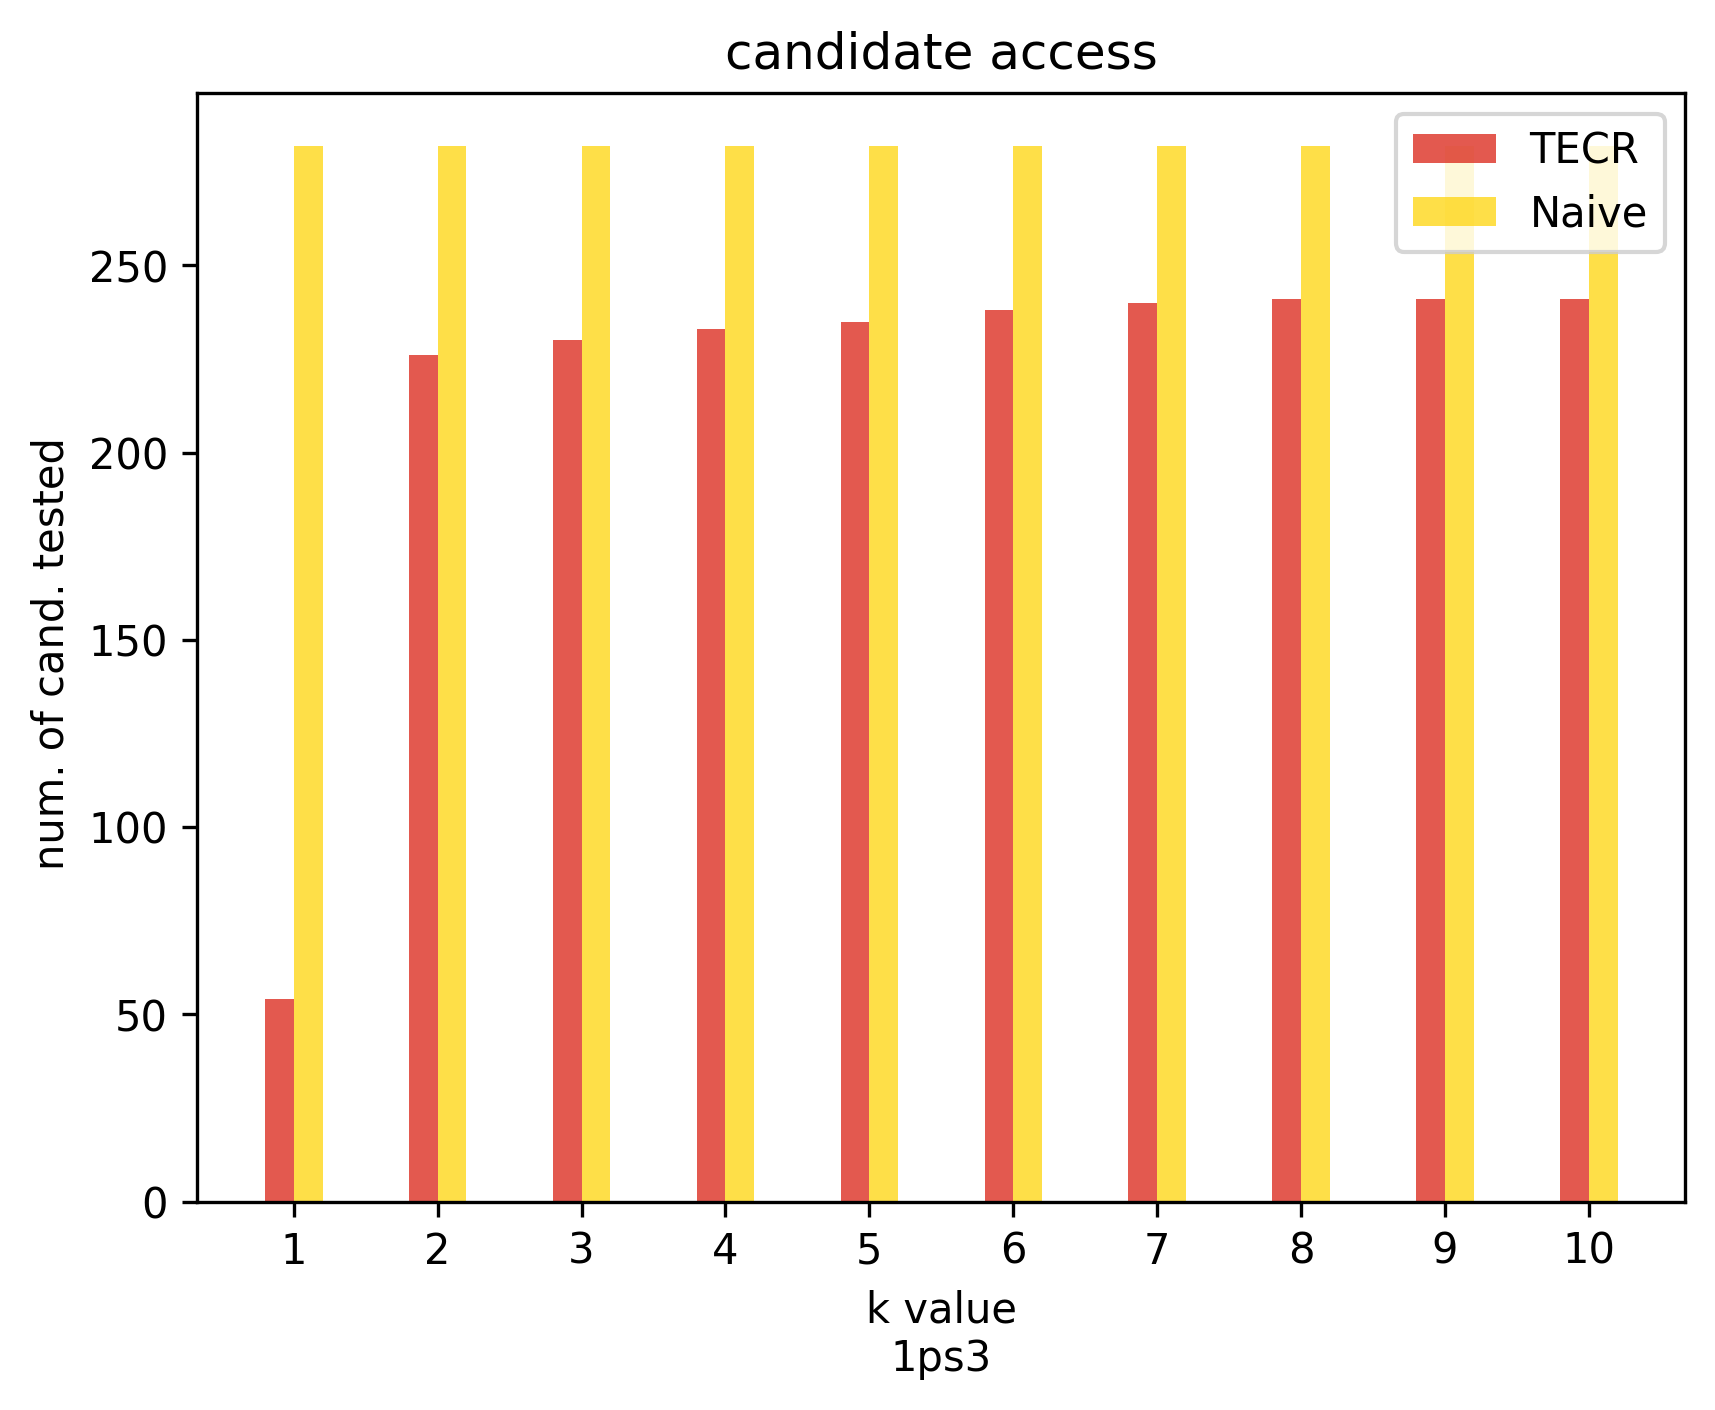 candidate access
TECR
Naive
num. of cand. tested
250
200
150
100
50
0
1 2 3 4 5 6 7 8 9 10
k value
1ps3